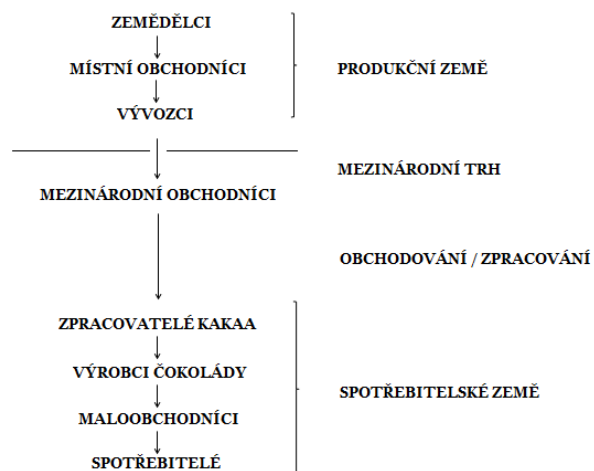 ZEMĚDĚLCI
MÍSTNÍ OBCHODNÍCI
PRODUKČNÍ ZEMĚ
VÝVOZCI
MEZINÁRODNÍ TRH
MEZINÁRODNÍ OBCHODNÍCI
OBCHODOVÁNÍ / ZPRACOVÁNÍ
ZPRACOVATELÉ KAKAA
VÝROBCI ČOKOLÁDY
SPOTŘEBITELSKÉ ZEMĚ
MALOOBCHODNÍCI
SPOTŘEBITELÉ